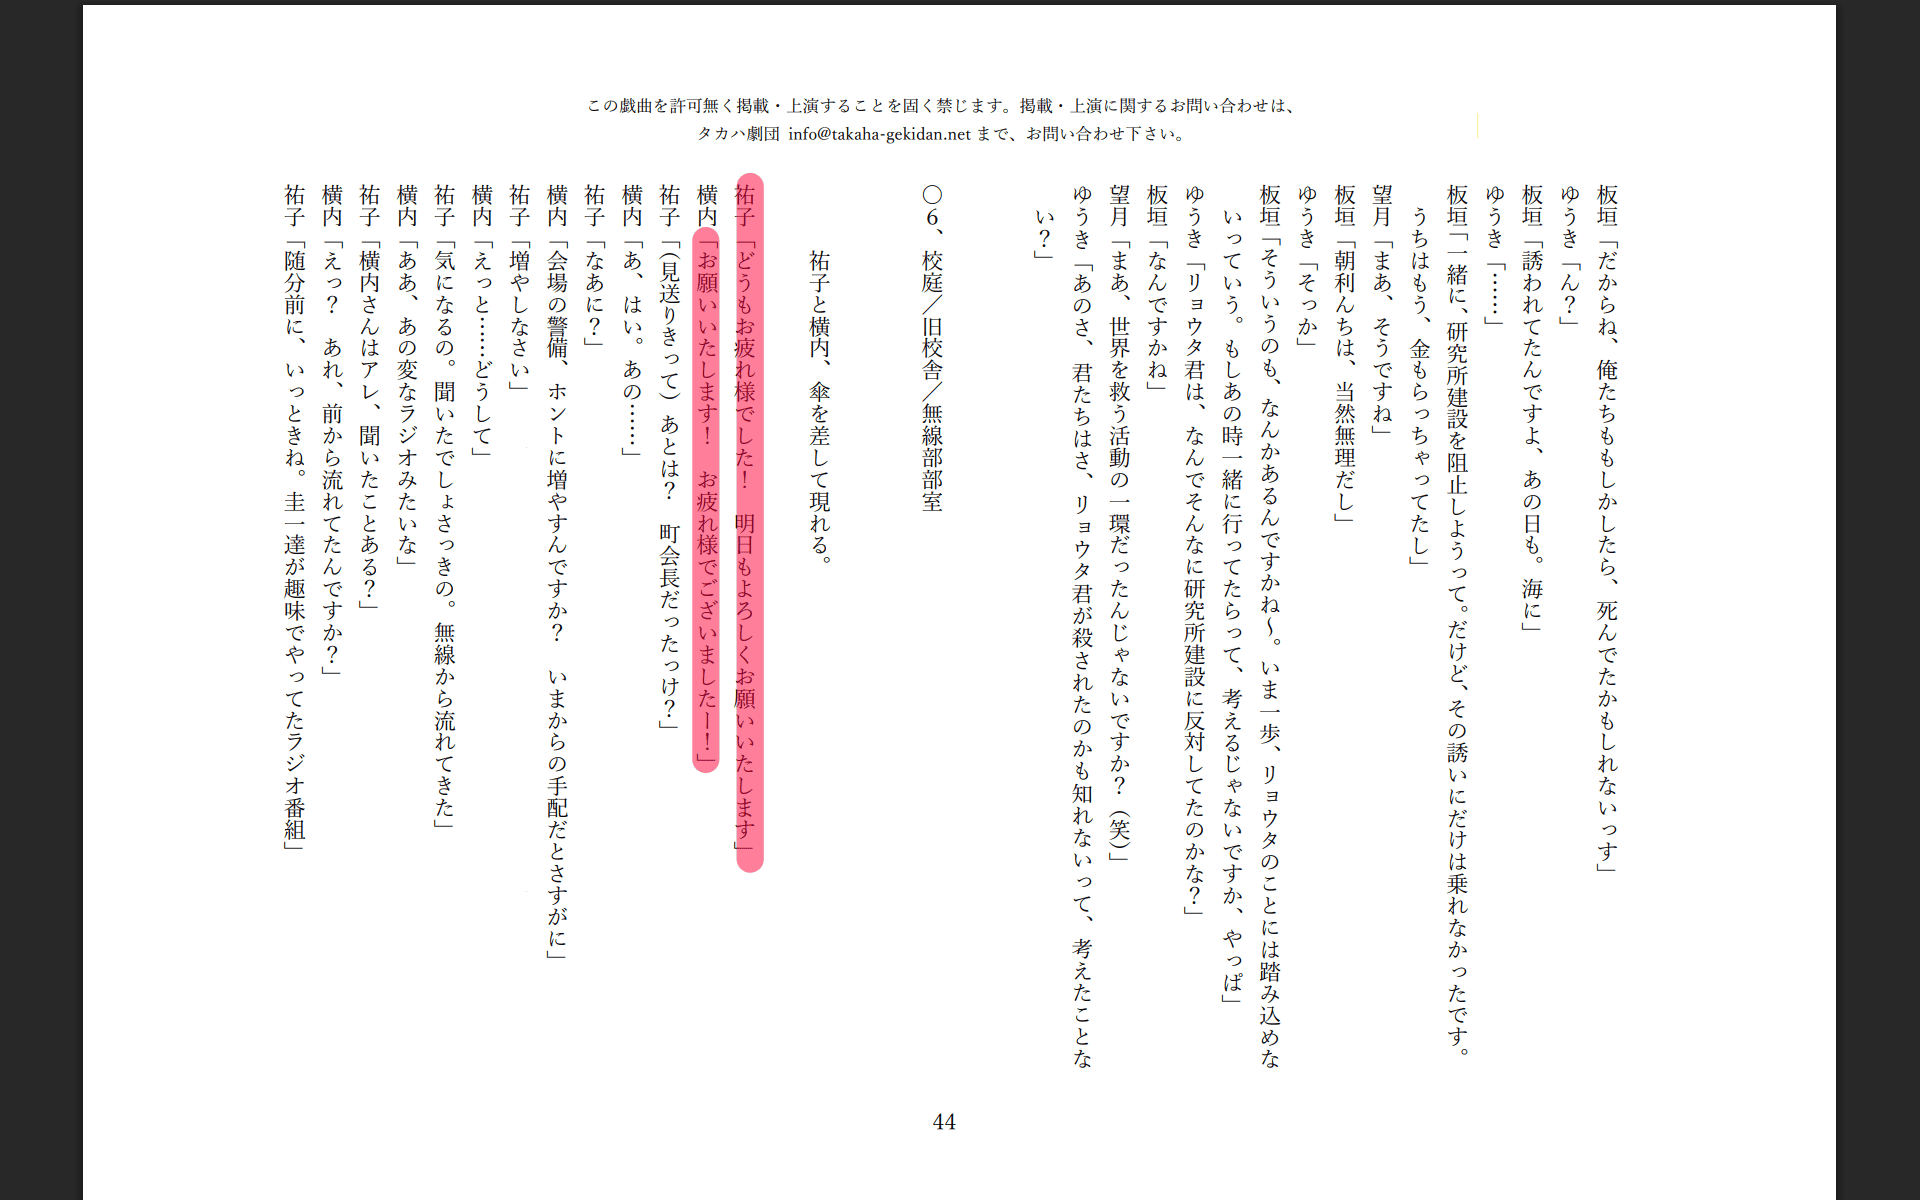 この戯曲を許可無く掲載・上演することを固く禁じます。掲載・上演に関するお問い合わせは、
タカハ劇団 info@takaha-gekidan.net まで、お問い合わせ下さい。
板垣「だからね、俺たちももしかしたら、死んでたかもしれないっす」
ゆうき「ん？」
板垣「誘われてたんですよ、あの日も。海に」
ゆうき「……」
板垣「一緒に、研究所建設を阻止しようって。だけど、その誘いにだけは乗れなかったです。
うちはもう、金もらっちゃってたし」
望月「まあ、そうですね」
板垣「朝利んちは、当然無理だし」
ゆうき「そっか」
板垣「そういうのも、なんかあるんですかね～。いま一歩、リョウタのことには踏み込めな
いっていう。もしあの時一緒に行ってたらって、考えるじゃないですか、やっぱ」
ゆうき「リョウタ君は、なんでそんなに研究所建設に反対してたのかな？」
板垣「なんですかね」
望月「まあ、世界を救う活動の一環だったんじゃないですか？（笑）」
ゆうき「あのさ、君たちはさ、リョウタ君が殺されたのかも知れないって、考えたことな
い？」
〇６、校庭／旧校舎／無線部部室
祐子と横内、傘を差して現れる。
祐子「どうもお疲れ様でした！　明日もよろしくお願いいたします」
横内「お願いいたします！　お疲れ様でございましたー！」
祐子「（見送りきって）あとは？　町会長だったっけ？」
横内「あ、はい。あの……」
祐子「なあに？」
横内「会場の警備、ホントに増やすんですか？　いまからの手配だとさすがに」
祐子「増やしなさい」
横内「えっと……どうして」
祐子「気になるの。聞いたでしょさっきの。無線から流れてきた」
横内「ああ、あの変なラジオみたいな」
祐子「横内さんはアレ、聞いたことある？」
横内「えっ？　あれ、前から流れてたんですか？」
祐子「随分前に、いっときね。圭一達が趣味でやってたラジオ番組」
44